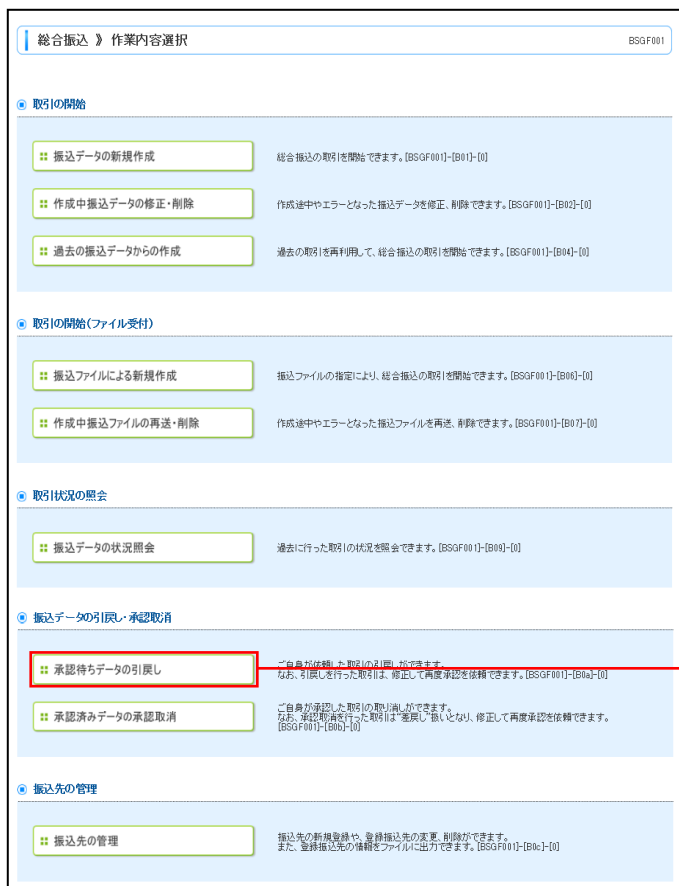 総合振込 》 作業内容選択
BSGF001
取引の開始
振込データの新規作成
総合振込の取引を開始できます。[BSGF001]-[B01]-[0]
作成中振込データの修正・削除
作成途中やエラーとなった振込データを修正、削除できます。[BSGF001]-[B02]-[0]
過去の振込データからの作成
過去の取引を再利用して、総合振込の取引を開始できます。[BSGF001]-[B04]-[0]
取引の開始(ファイル受付)
振込ファイルによる新規作成
振込ファイルの指定により、総合振込の取引を開始できます。[BSGF001]-[B06]-[0]
作成中振込ファイルの再送・削除
作成途中やエラーとなった振込ファイルを再送、削除できます。[BSGF001]-[B07]-[0]
取引状況の照会
振込データの状況照会
過去に行った取引の状況を照会できます。[BSGF001]-[B09]-[0]
振込データの引戻し・承認取消
承認待ちデータの引戻し
ご自身が依頼した取引の引戻しができます。
なお、引戻しを行った取引は、修正して再度承認を依頼できます。[BSGF001]-[B0a]-[0]
承認済みデータの承認取消
ご自身が承認した取引の取り消しができます。
なお、承認取消を行った取引は“差戻し”扱いとなり、修正して再度承認を依頼できます。
[BSGF001]-[B0b]-[0]
振込先の管理
振込先の管理
振込先の新規登録や、登録振込先の変更、削除ができます。
また、登録振込先の情報をファイルに出力できます。[BSGF001]-[B0c]-[0]